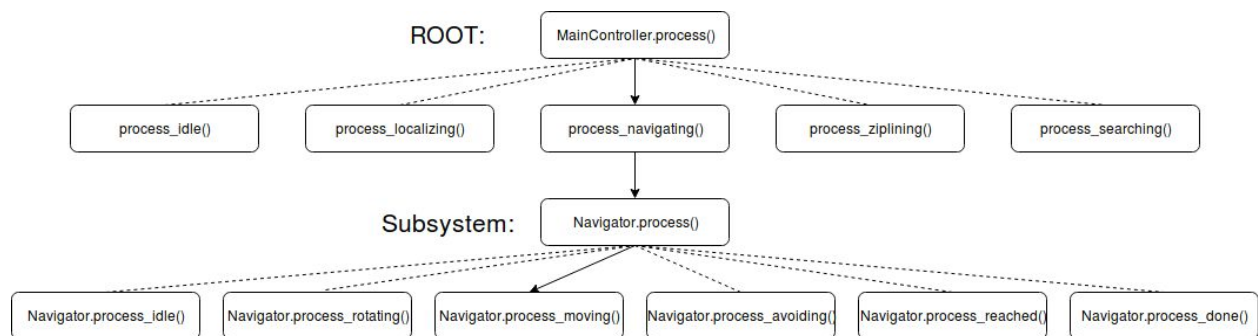 ROOT:
MainController.process()
process_idle()
process_localizing()
process_navigating()
process_ziplining()
process_searching()
Subsystem:
Navigator.process()
Navigator.process_idle()
Navigator.process_rotating()
Navigator.process_moving()
Navigator.process_avoiding()
Navigator.process_reached()
Navigator.process_done()